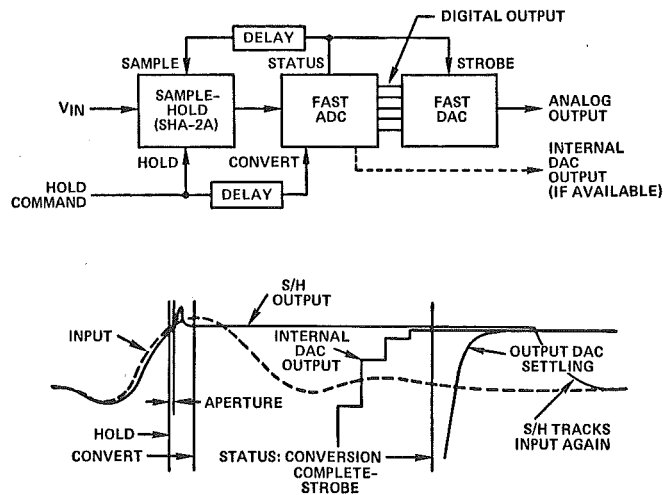 DIGITAL OUTPUT
DELAY
SAMPLE
STATUS
STROBE
VIN
SAMPLE-
HOLD
(SHA-2A)
FAST
ADC
FAST
DAC
ANALOG
OUTPUT
HOLD
CONVERT
INTERNAL
DAC
OUTPUT
(IF AVAILABLE)
HOLD
COMMAND
DELAY
S/H
OUTPUT
INPUT
INTERNAL
DAC
OUTPUT
OUTPUT DAC
SETTLING
APERTURE
S/H TRACKS
INPUT AGAIN
HOLD
CONVERT
STATUS: CONVERSION
COMPLETE-
STROBE